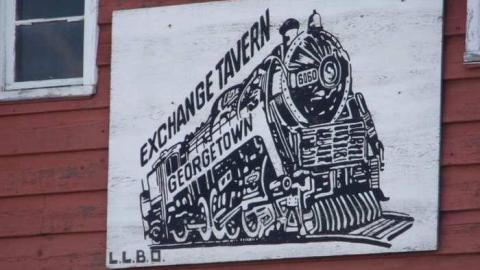 EXCHANGE TAVERN
GEORGETOWN
6060
S
L.L.B.O.